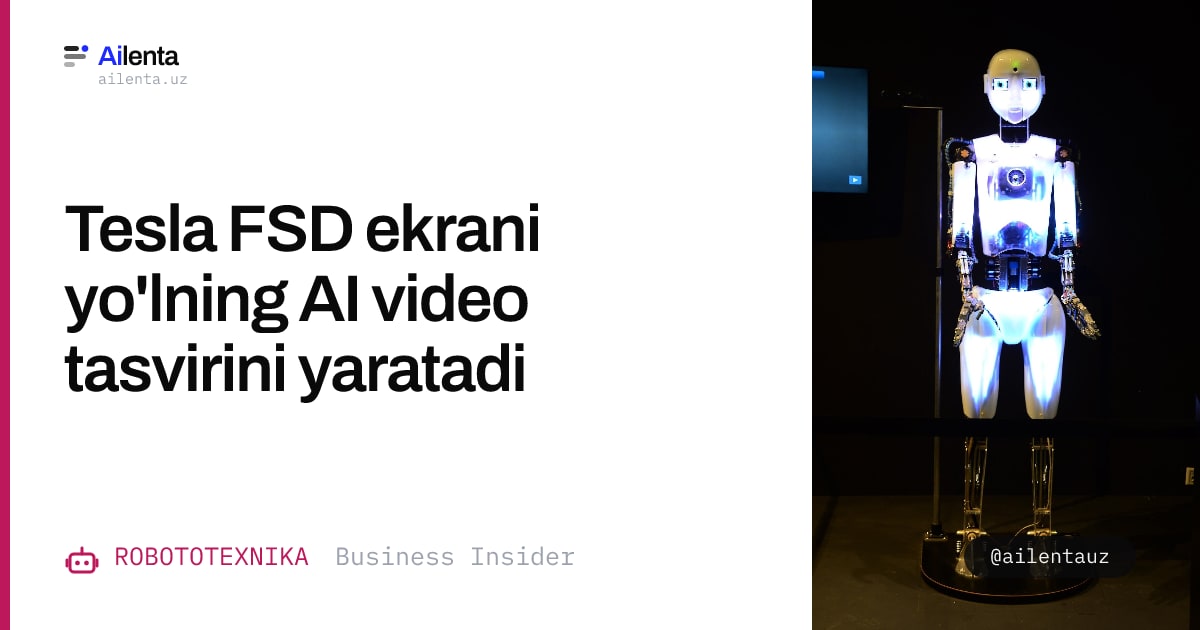 Ailenta
ailenta.uz
Tesla FSD ekrani
yo'lning AI video
tasvirini yaratadi
ROBOTOTEXNIKA Business Insider
@ailentauz